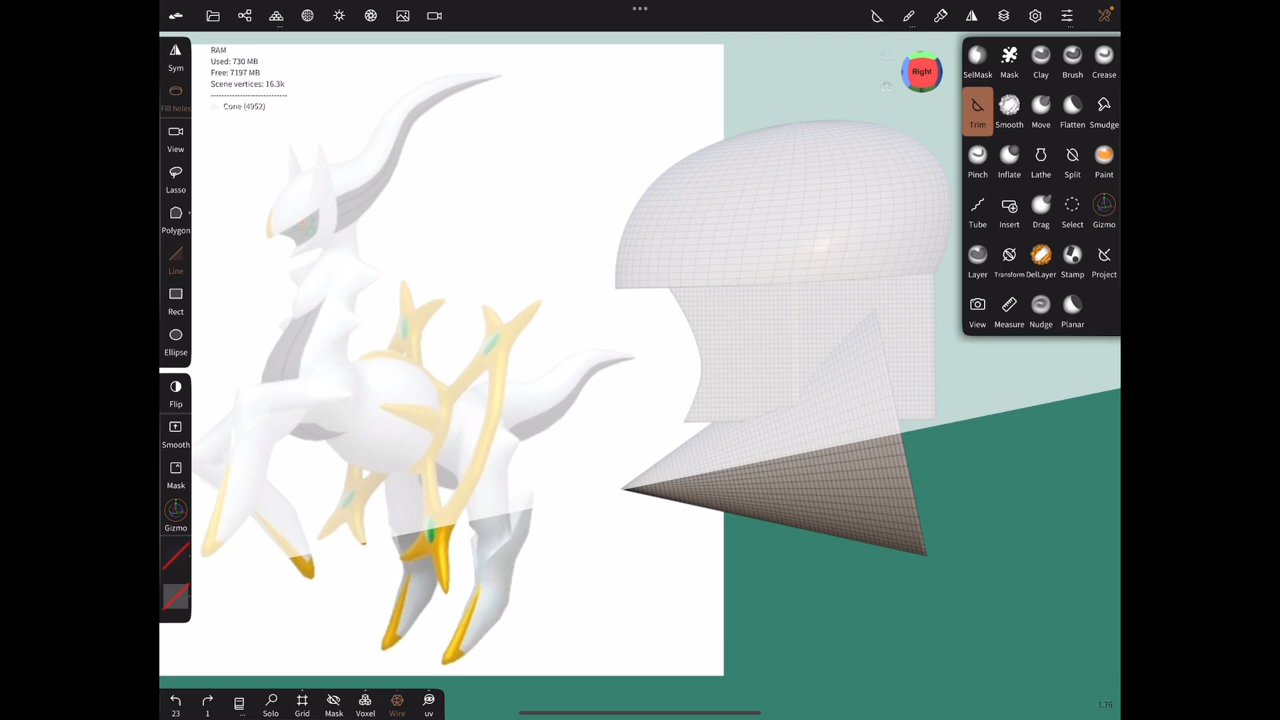 RAM
Used: 730 MB
Free: 7197 MB
Scene vertices: 16.3k
Cone (4952)
Sym
Fill holes
View
Lasso
Polygon
Line
Rect
Ellipse
Flip
Smooth
Mask
Gizmo
Right
SelMask Mask Clay Brush Crease
Trim Smooth Move Flatten Smudge
Pinch Inflate Lathe Split Paint
Tube Insert Drag Select Gizmo
Layer Transform DelLayer Stamp Project
View Measure Nudge Planar
23 1 ... Solo Grid Mask Voxel Wire uv
1.76